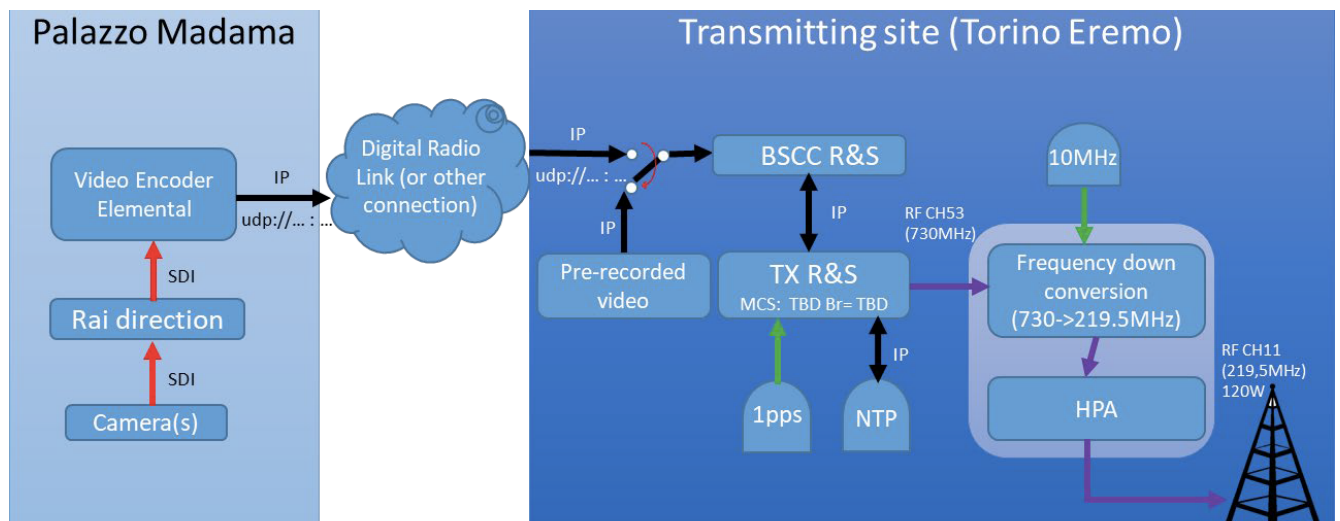 Palazzo Madama
Video Encoder
Elemental
IP
udp://... : ...
SDI
Rai direction
SDI
Camera(s)
Digital Radio
Link (or other
connection)
Transmitting site (Torino Eremo)
IP
udp://... : ...
IP
Pre-recorded
video
BSCC R&S
IP
TX R&S
MCS: TBD Br= TBD
1pps
IP
NTP
RF CH53
(730MHz)
10MHz
Frequency down
conversion
(730->219.5MHz)
HPA
RF CH11
(219,5MHz)
120W